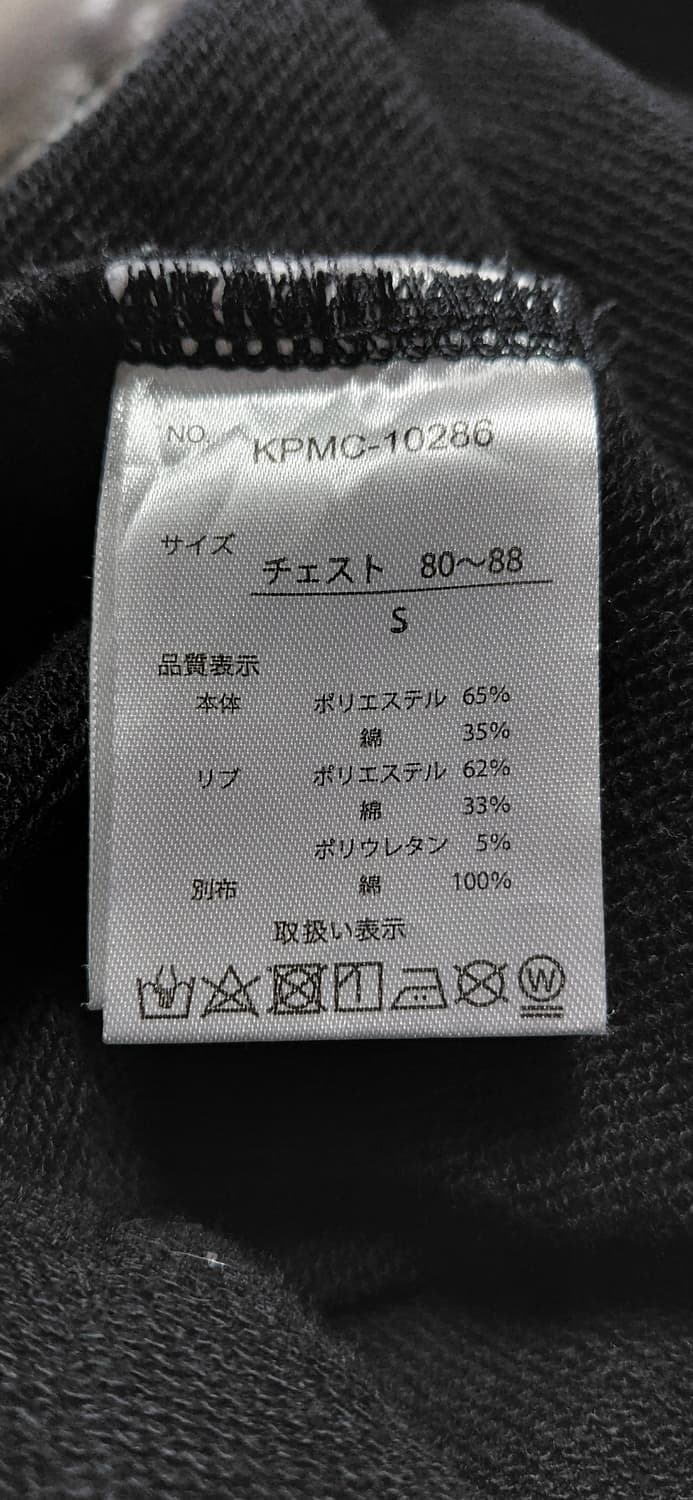 NO. KPMC-10286
サイズ チェスト 80～88
S
品質表示
本体 ポリエステル 65%
綿 35%
リブ ポリエステル 62%
綿 33%
ポリウレタン 5%
別布 綿 100%
取扱い表示
W